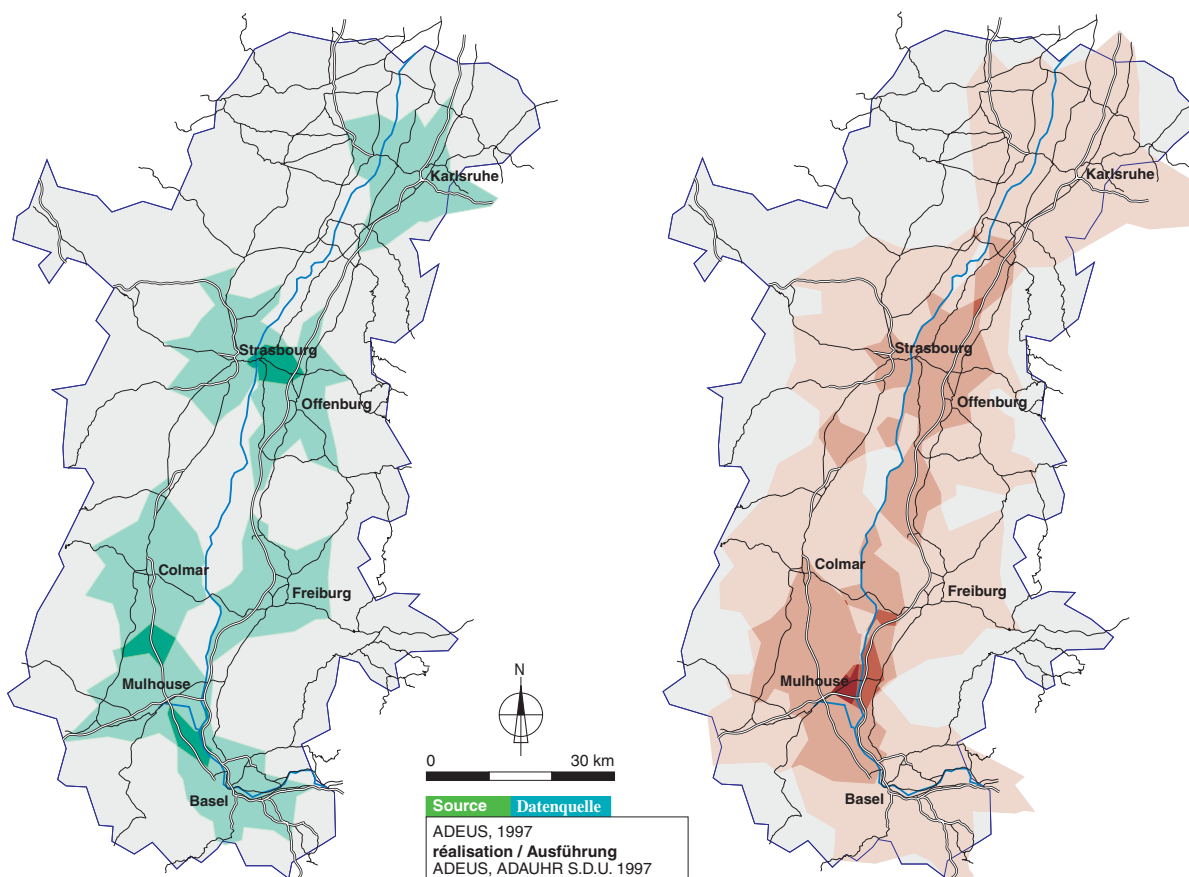 Karlsruhe
Strasbourg
Offenburg
Colmar
Freiburg
Mulhouse
Basel
N
0 30 km
Source Datenquelle
ADEUS, 1997
réalisation / Ausführung
ADEUS, ADAUHR S.D.U. 1997
Karlsruhe
Strasbourg
Offenburg
Colmar
Freiburg
Mulhouse
Basel